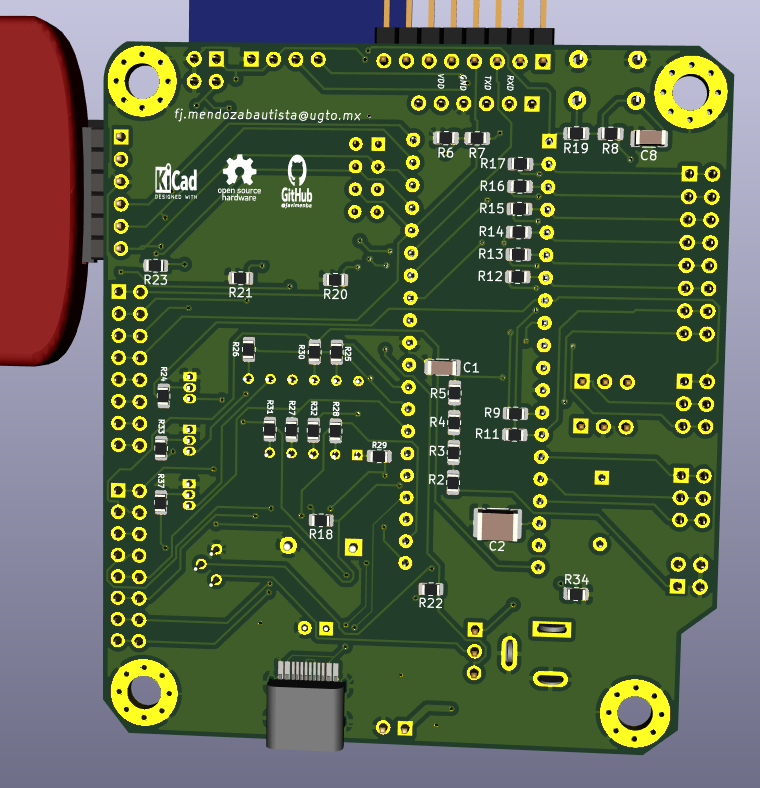 VDD
GND
TXD
RXD
fj.mendozabautista@ugto.mx
R6
R7
R19
R8
C8
R17
KiCad
DESIGNED WITH
open source
hardware
GitHub
@javimenba
R16
R15
R14
R13
R12
R23
R21
R20
R26
R30
R25
C1
R24
R5
R31
R27
R32
R28
R9
R4
R11
R33
R29
R3
R37
R2
R18
C2
R22
R34